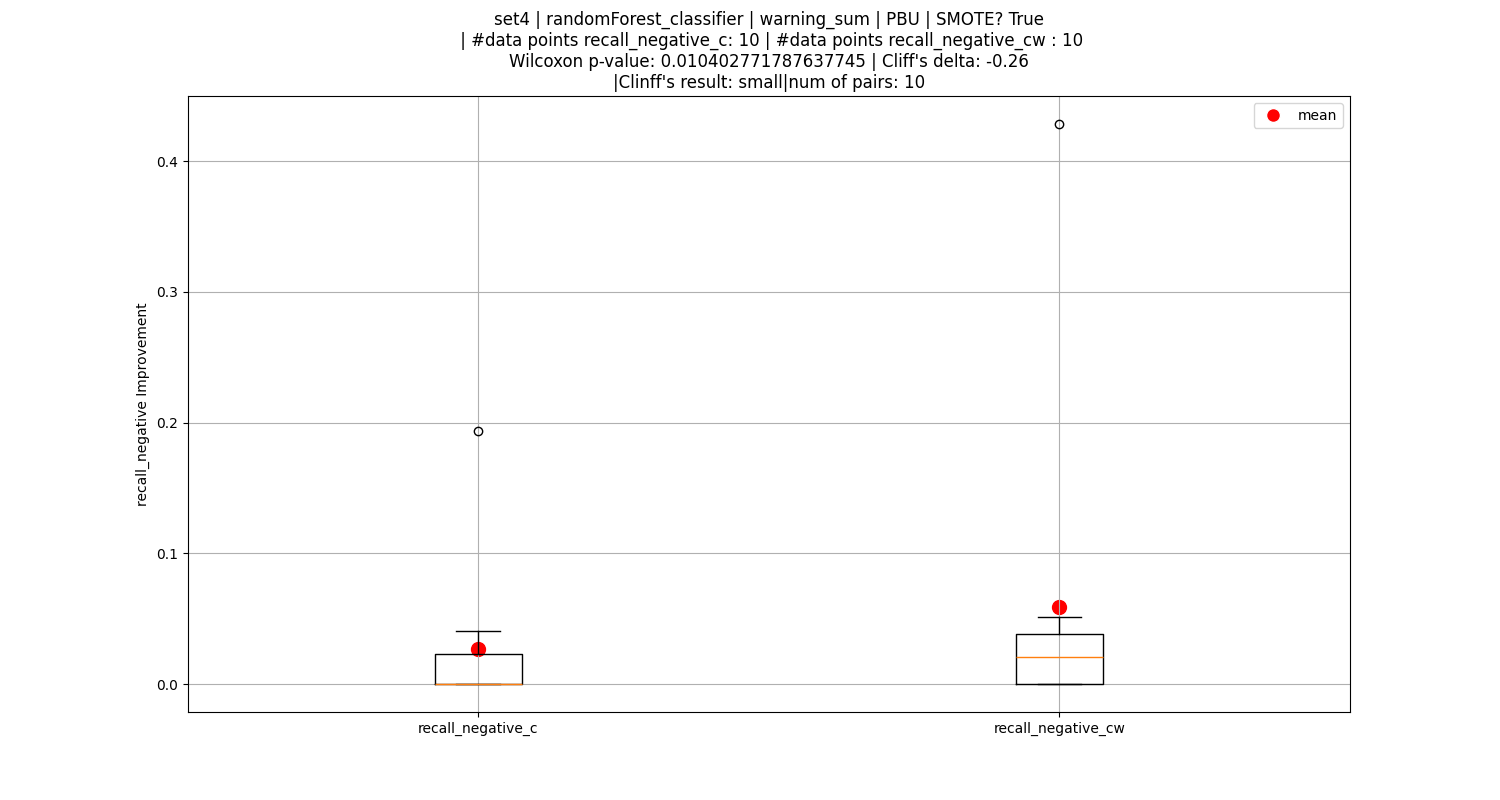 set4 | randomForest_classifier | warning_sum | PBU | SMOTE? True
| #data points recall_negative_c: 10 | #data points recall_negative_cw : 10
Wilcoxon p-value: 0.010402771787637745 | Cliff's delta: -0.26
|Clinff's result: small|num of pairs: 10
mean
0.4
0.3
0.2
0.1
0.0
recall_negative Improvement
recall_negative_c
recall_negative_cw